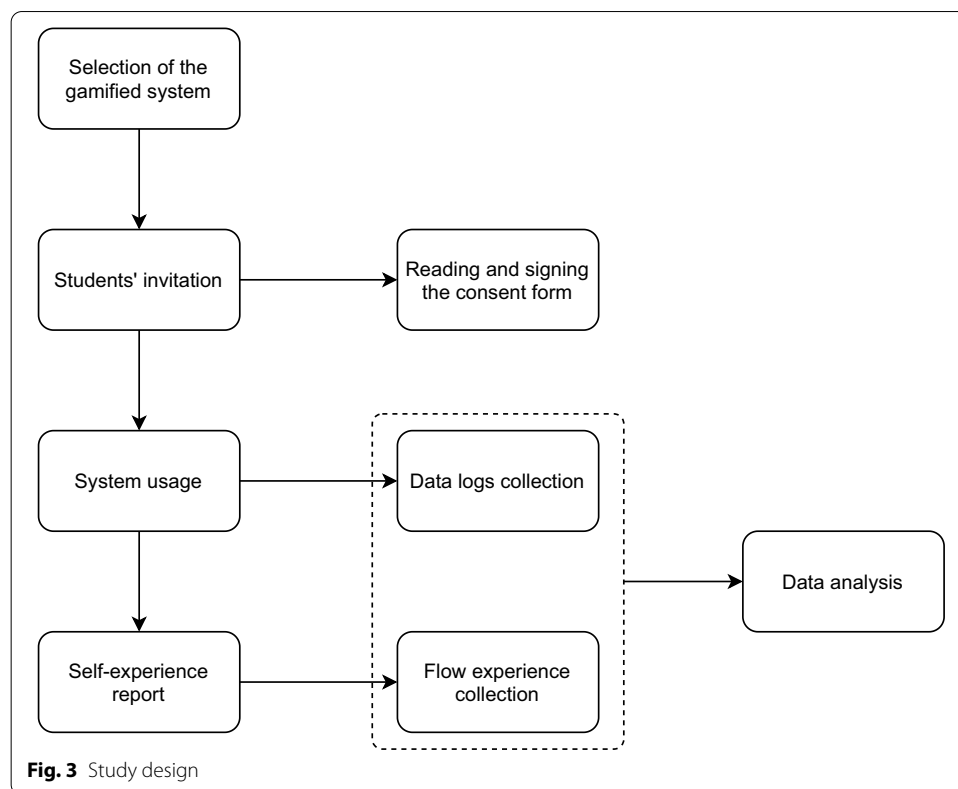 Selection of the
gamified system
Students' invitation
Reading and signing
the consent form
System usage
Data logs collection
Data analysis
Self-experience
report
Flow experience
collection
Fig. 3 Study design